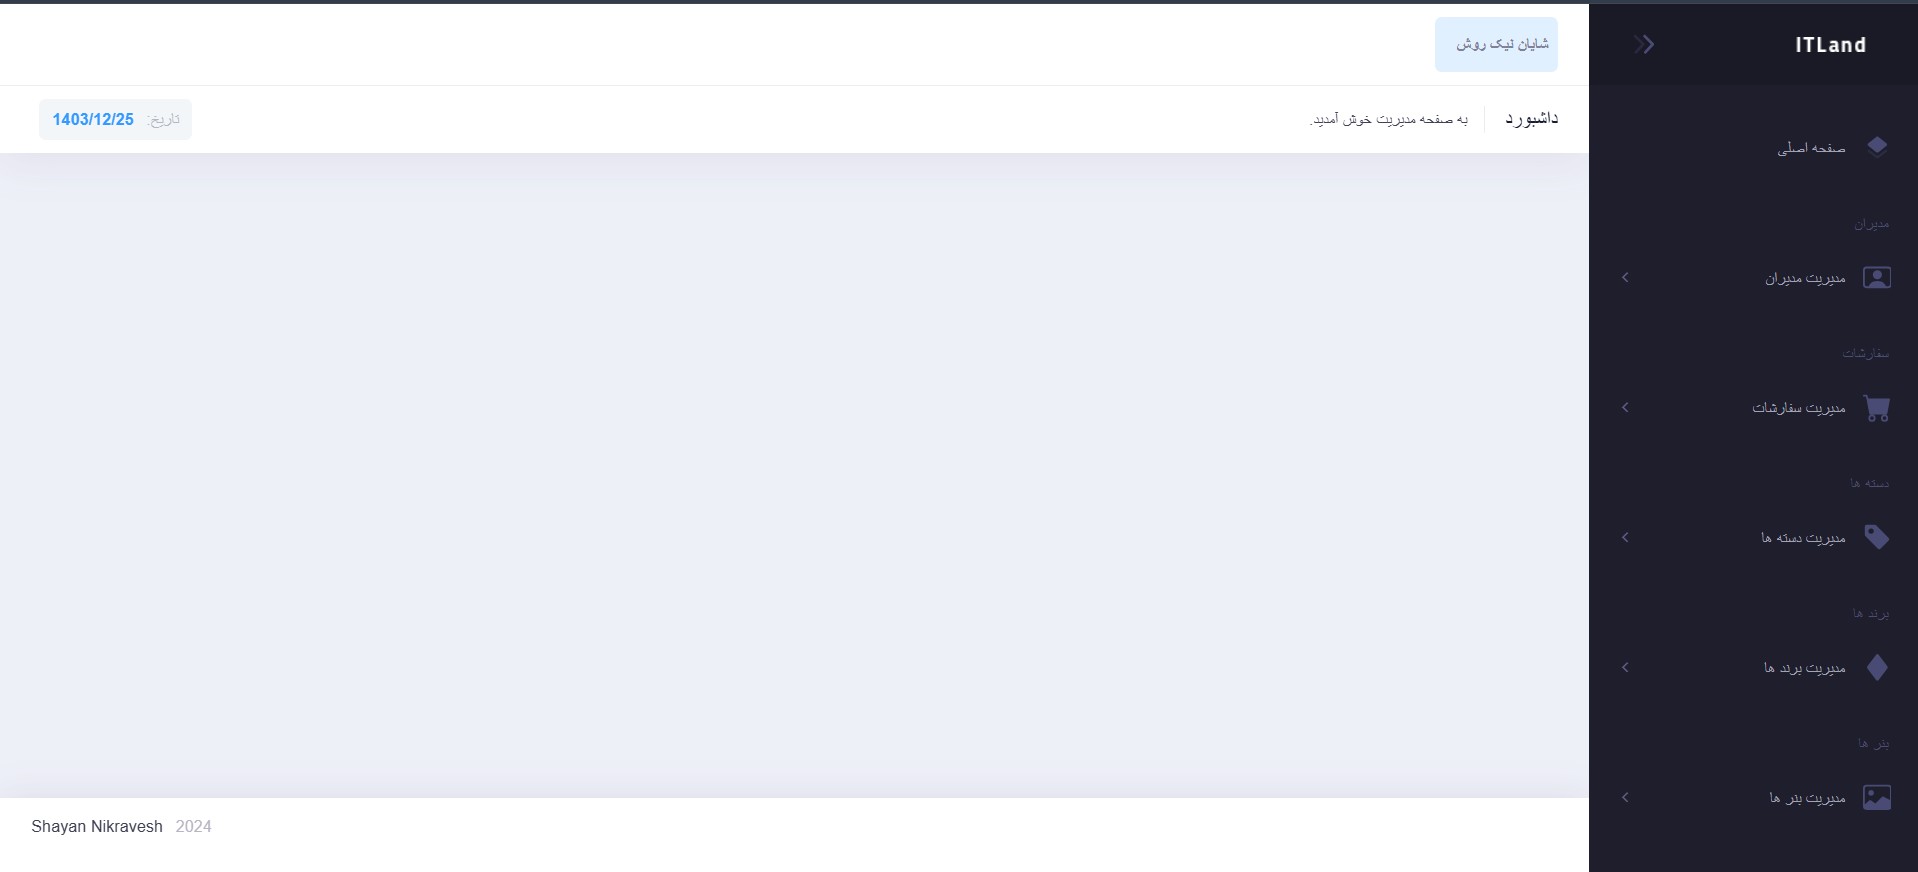 ITLand
صفحه اصلی
مدیران
مدیریت مدیران
سفارشات
مدیریت سفارشات
دسته ها
مدیریت دسته ها
برند ها
مدیریت برند ها
بنر ها
مدیریت بنر ها
شایان نیک روش
داشبورد
به صفحه مدیریت خوش آمدید.
تاریخ: 1403/12/25
Shayan Nikravesh 2024